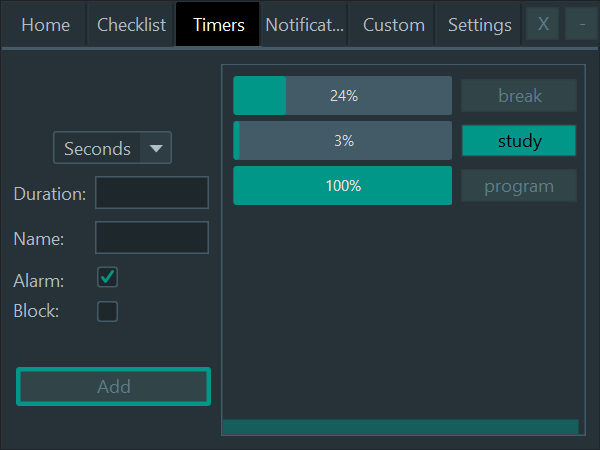 Home Checklist Timers Notificat... Custom Settings X -
24% break
Seconds
3% study
Duration:
100% program
Name:
Alarm:
Block:
Add